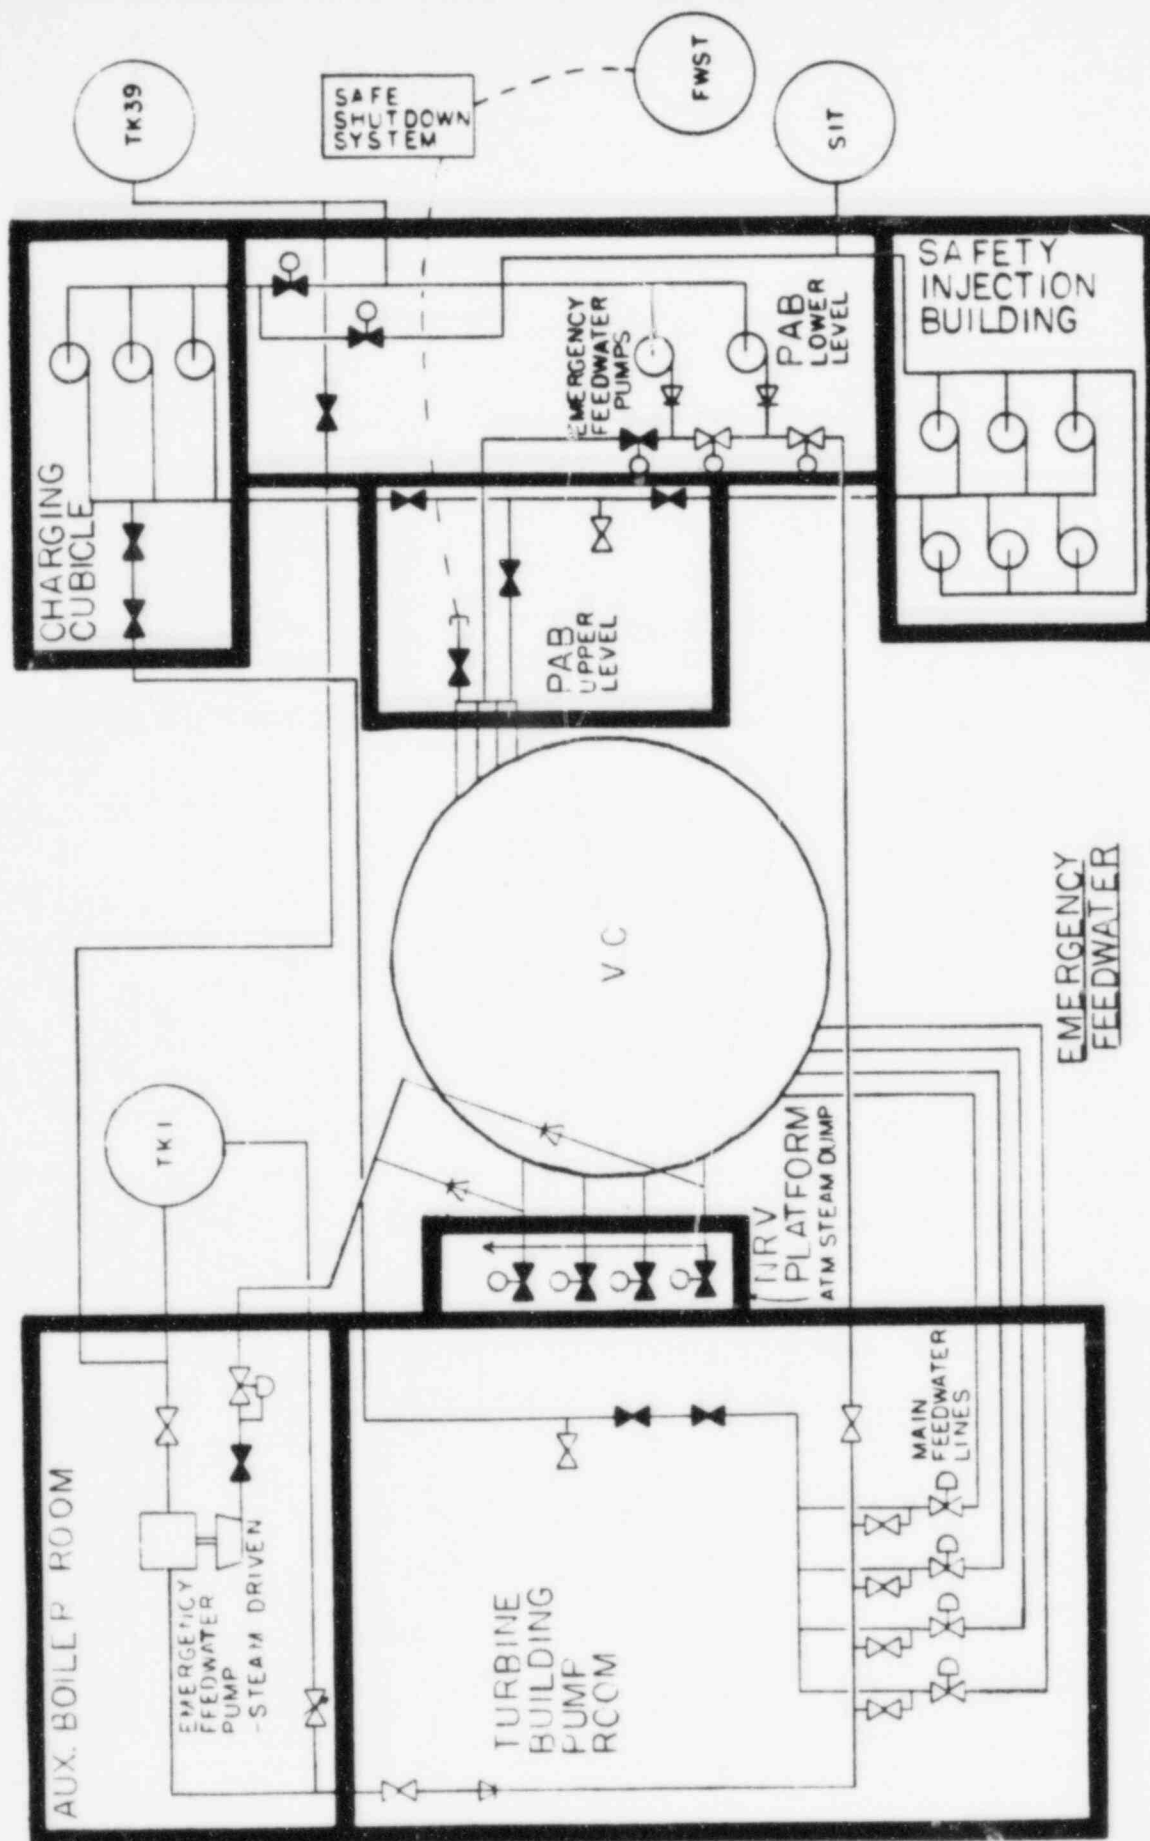 TK39
SAFE
SHUTDOWN
SYSTEM
FWST
SIT
CHARGING
CUBICLE
EMERGENCY
FEEDWATER
PUMPS
PAB
LOWER
LEVEL
SAFETY
INJECTION
BUILDING
PAB
UPPER
LEVEL
V C
EMERGENCY
FEEDWATER
TK1
NRV
PLATFORM
ATM STEAM DUMP
AUX. BOILER ROOM
EMERGENCY
FEEDWATER
PUMP
-STEAM DRIVEN
TURBINE
BUILDING
PUMP
ROOM
MAIN
FEEDWATER
LINES